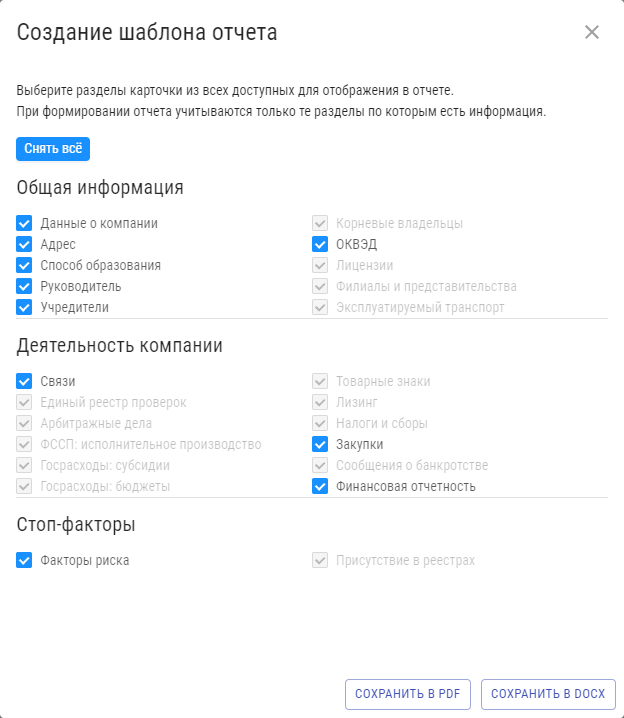 Создание шаблона отчета
Выберите разделы карточки из всех доступных для отображения в отчете.
При формировании отчета учитываются только те разделы по которым есть информация.
Снять всё
Общая информация
Данные о компании
Адрес
Способ образования
Руководитель
Учредители
Корневые владельцы
ОКВЭД
Лицензии
Филиалы и представительства
Эксплуатируемый транспорт
Деятельность компании
Связи
Единый реестр проверок
Арбитражные дела
ФССП: исполнительное производство
Госрасходы: субсидии
Госрасходы: бюджеты
Товарные знаки
Лизинг
Налоги и сборы
Закупки
Сообщения о банкротстве
Финансовая отчетность
Стоп-факторы
Факторы риска
Присутствие в реестрах
СОХРАНИТЬ В PDF
СОХРАНИТЬ В DOCX